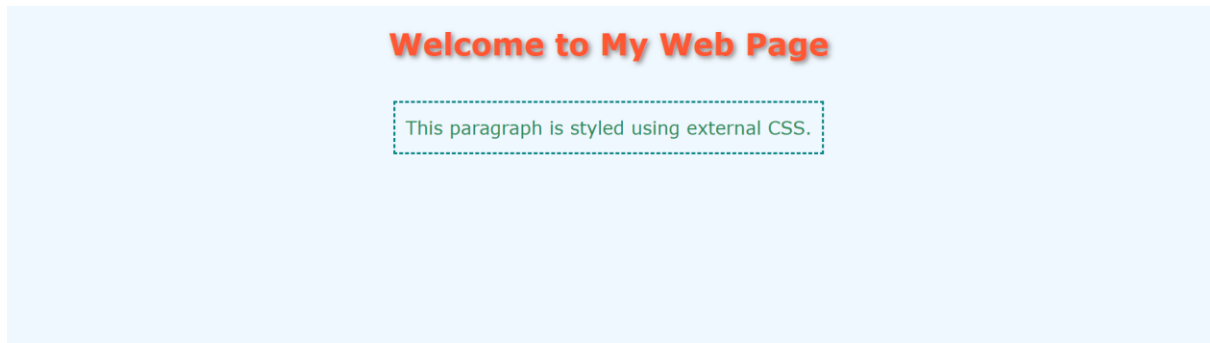 Welcome to My Web Page
This paragraph is styled using external CSS.